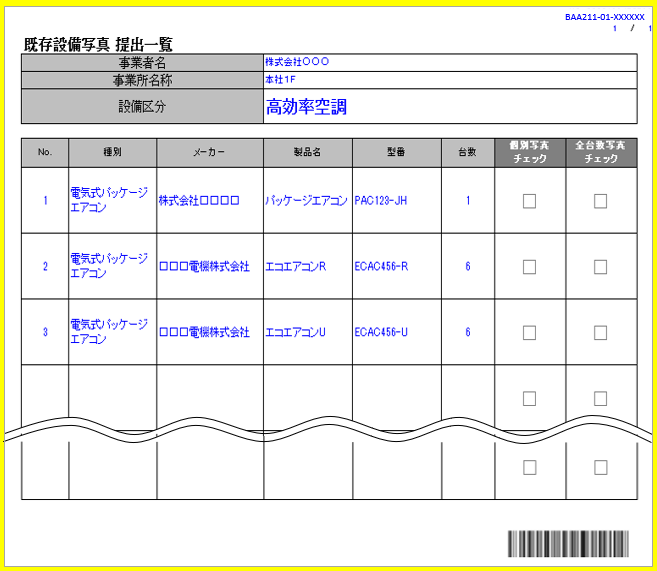 BAA211-01-XXXXXX
1 / 1
既存設備写真 提出一覧
事業者名 株式会社〇〇〇
事業所名称 本社1F
設備区分 高効率空調
No. 種別 メーカー 製品名 型番 台数 個別写真 全台数写真
チェック チェック
1 電気式パッケージ 株式会社□□□□ パッケージエアコン PAC123-JH 1 □ □
エアコン
2 電気式パッケージ □□□電機株式会社 エコエアコンR ECAC456-R 6 □ □
エアコン
3 電気式パッケージ □□□電機株式会社 エコエアコンU ECAC456-U 6 □ □
エアコン
□ □
□ □